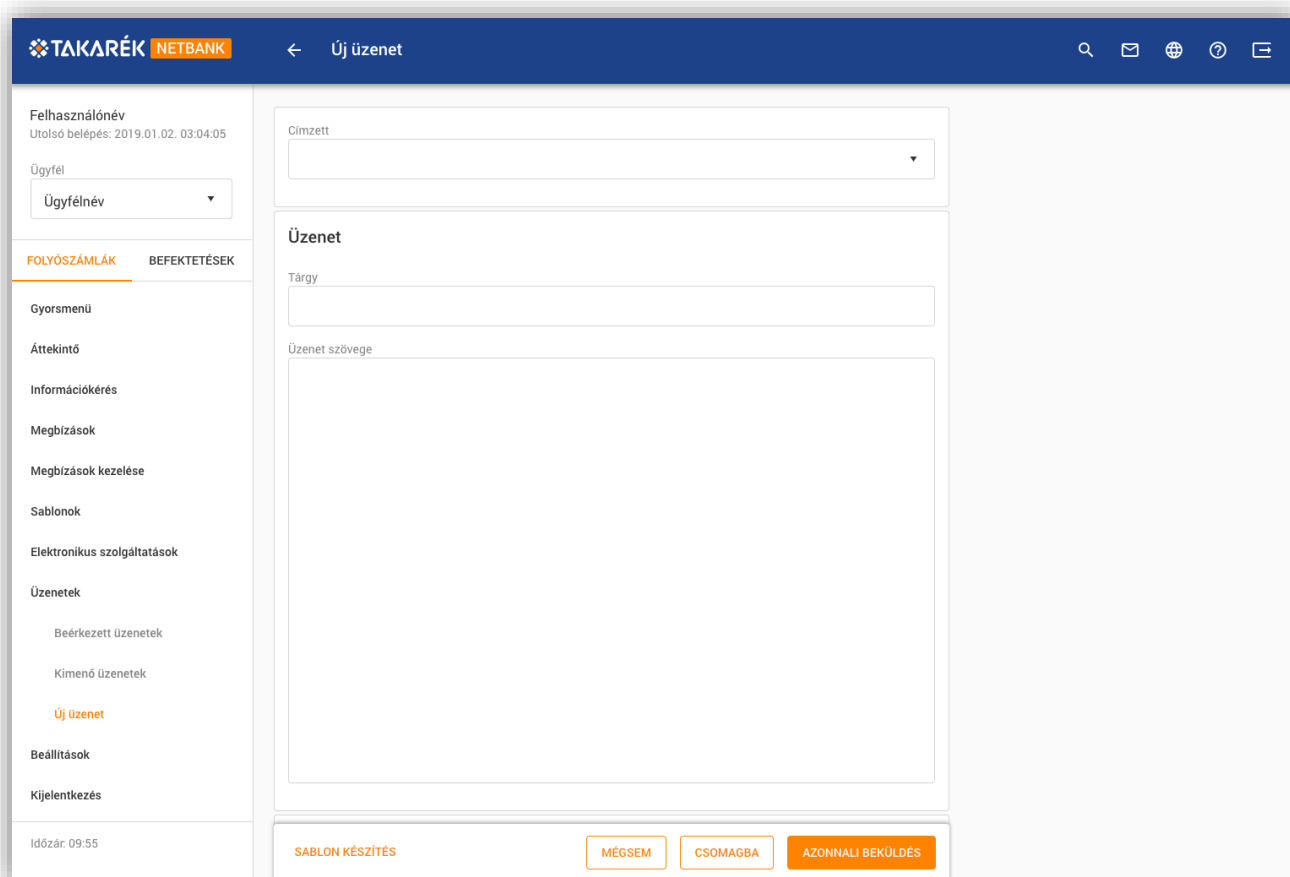 TAKARÉK NETBANK
Új üzenet
Felhasználónév
Utolsó belépés: 2019.01.02. 03:04:05
Ügyfél
Ügyfélnév
FOLYÓSZÁMLÁK BEFEKTETÉSEK
Gyorsmenü
Áttekintő
Információkérés
Megbízások
Megbízások kezelése
Sablonok
Elektronikus szolgáltatások
Üzenetek
Beérkezett üzenetek
Kimenő üzenetek
Új üzenet
Beállítások
Kijelentkezés
Időzár: 09:55
Címzett
Üzenet
Tárgy
Üzenet szövege
SABLON KÉSZÍTÉS
MÉGSEM
CSOMAGBA
AZONNALI BEKÜLDÉS